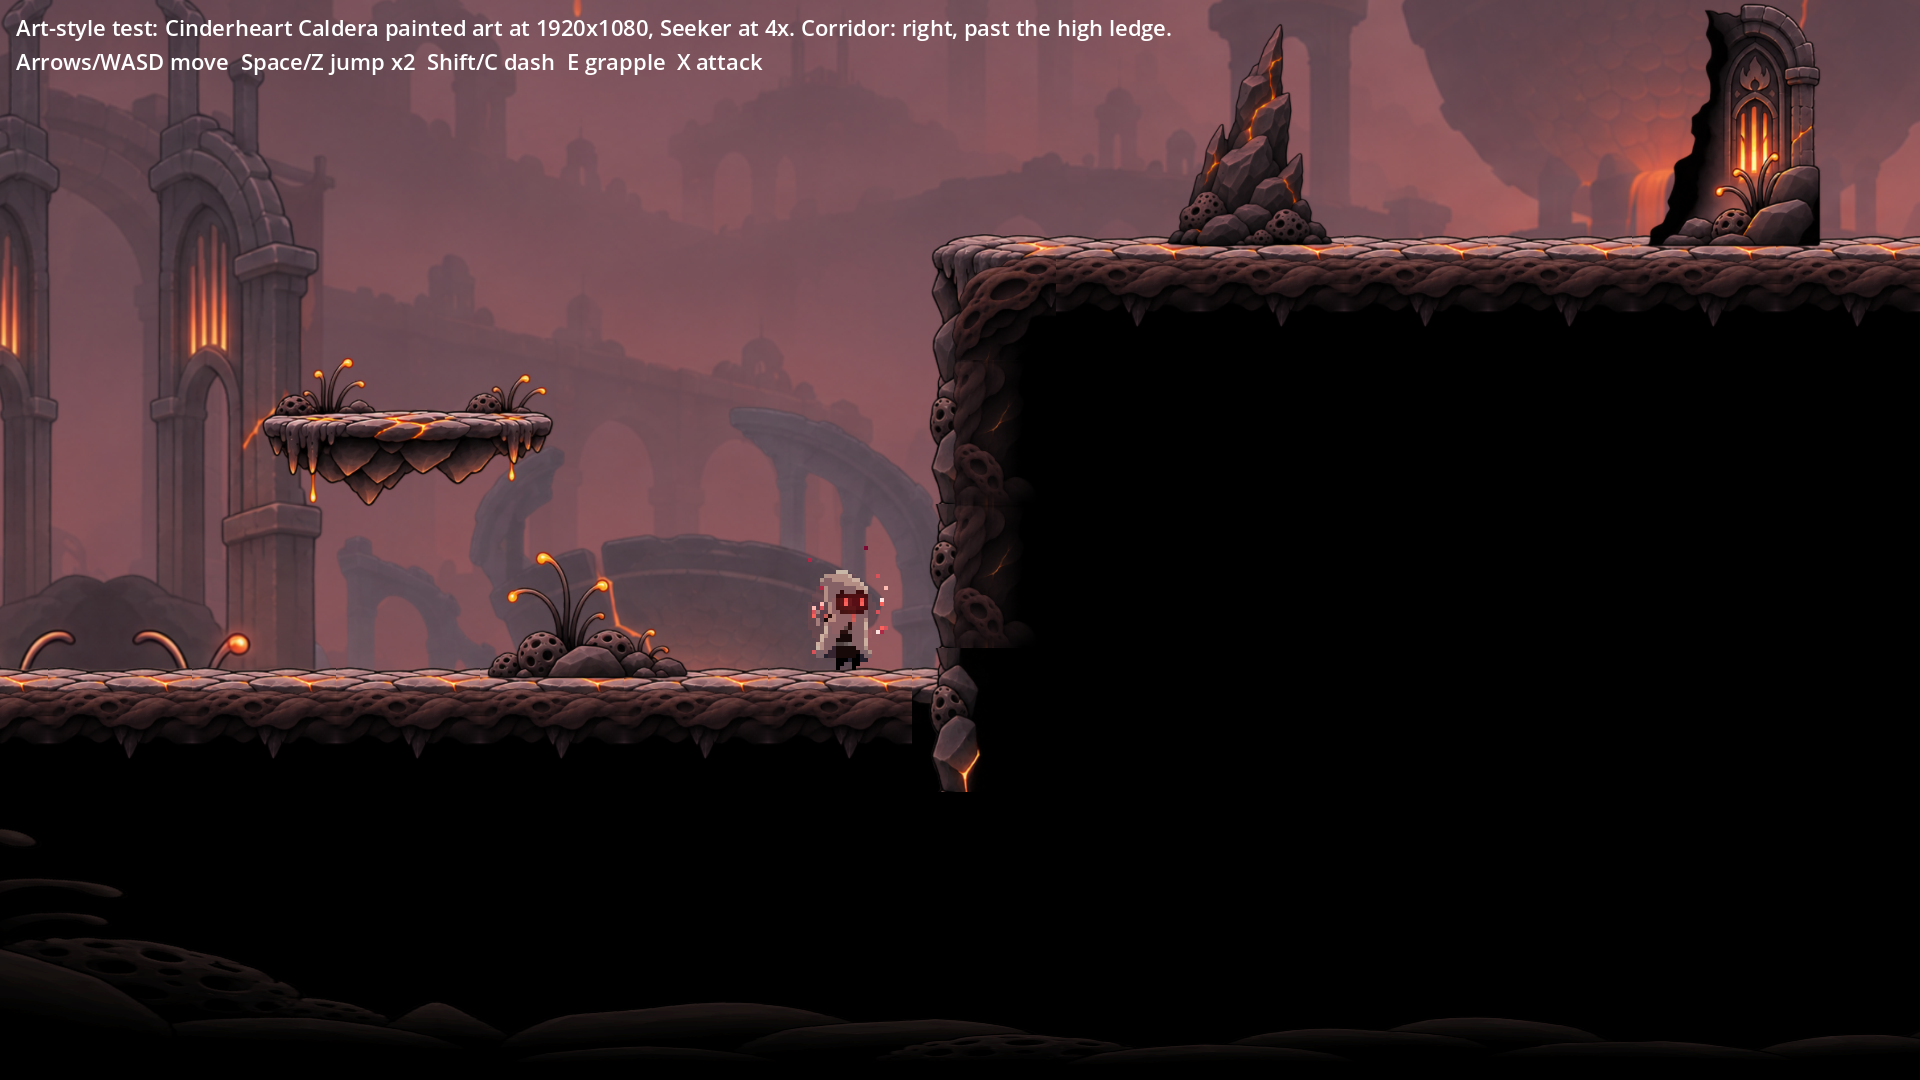 Art-style test: Cinderheart Caldera painted art at 1920x1080, Seeker at 4x. Corridor: right, past the high ledge.
Arrows/WASD move  Space/Z jump x2  Shift/C dash  E grapple  X attack